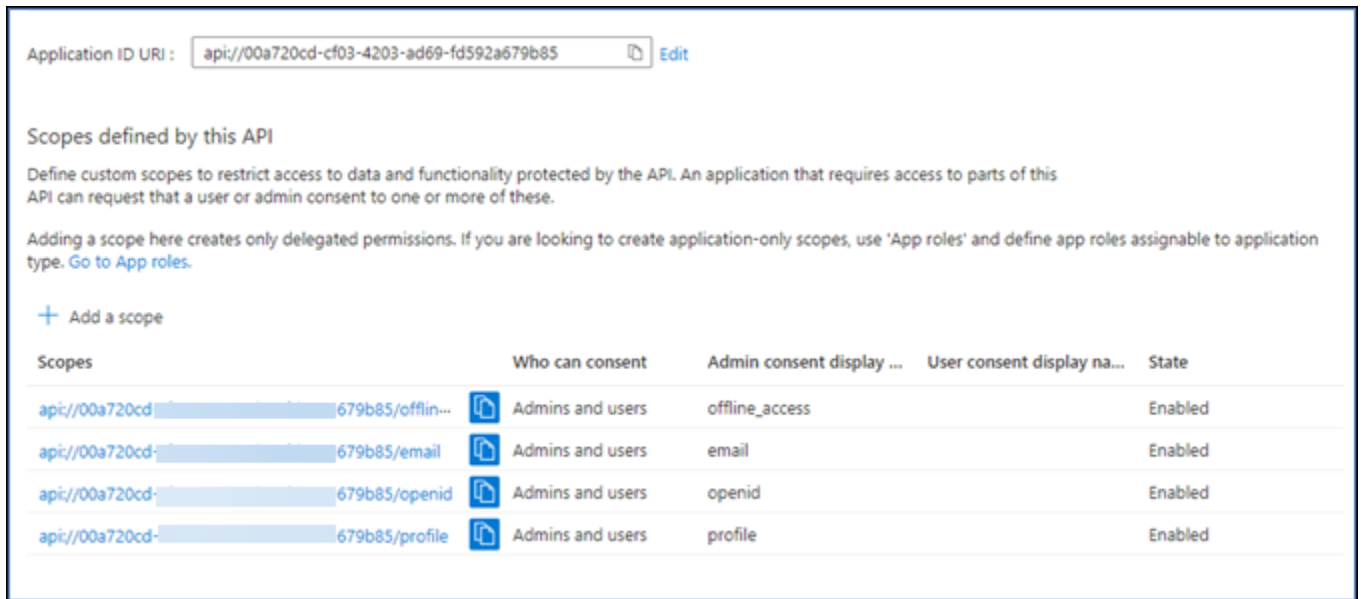 Application ID URI : api://00a720cd-cf03-4203-ad69-fd592a679b85 Edit
Scopes defined by this API
Define custom scopes to restrict access to data and functionality protected by the API. An application that requires access to parts of this
API can request that a user or admin consent to one or more of these.
Adding a scope here creates only delegated permissions. If you are looking to create application-only scopes, use 'App roles' and define app roles assignable to application
type. Go to App roles.
+ Add a scope
Scopes Who can consent Admin consent display ... User consent display na... State
api://00a720cd 679b85/offlin... Admins and users offline_access Enabled
api://00a720cd- 679b85/email Admins and users email Enabled
api://00a720cd- 679b85/openid Admins and users openid Enabled
api://00a720cd- 679b85/profile Admins and users profile Enabled